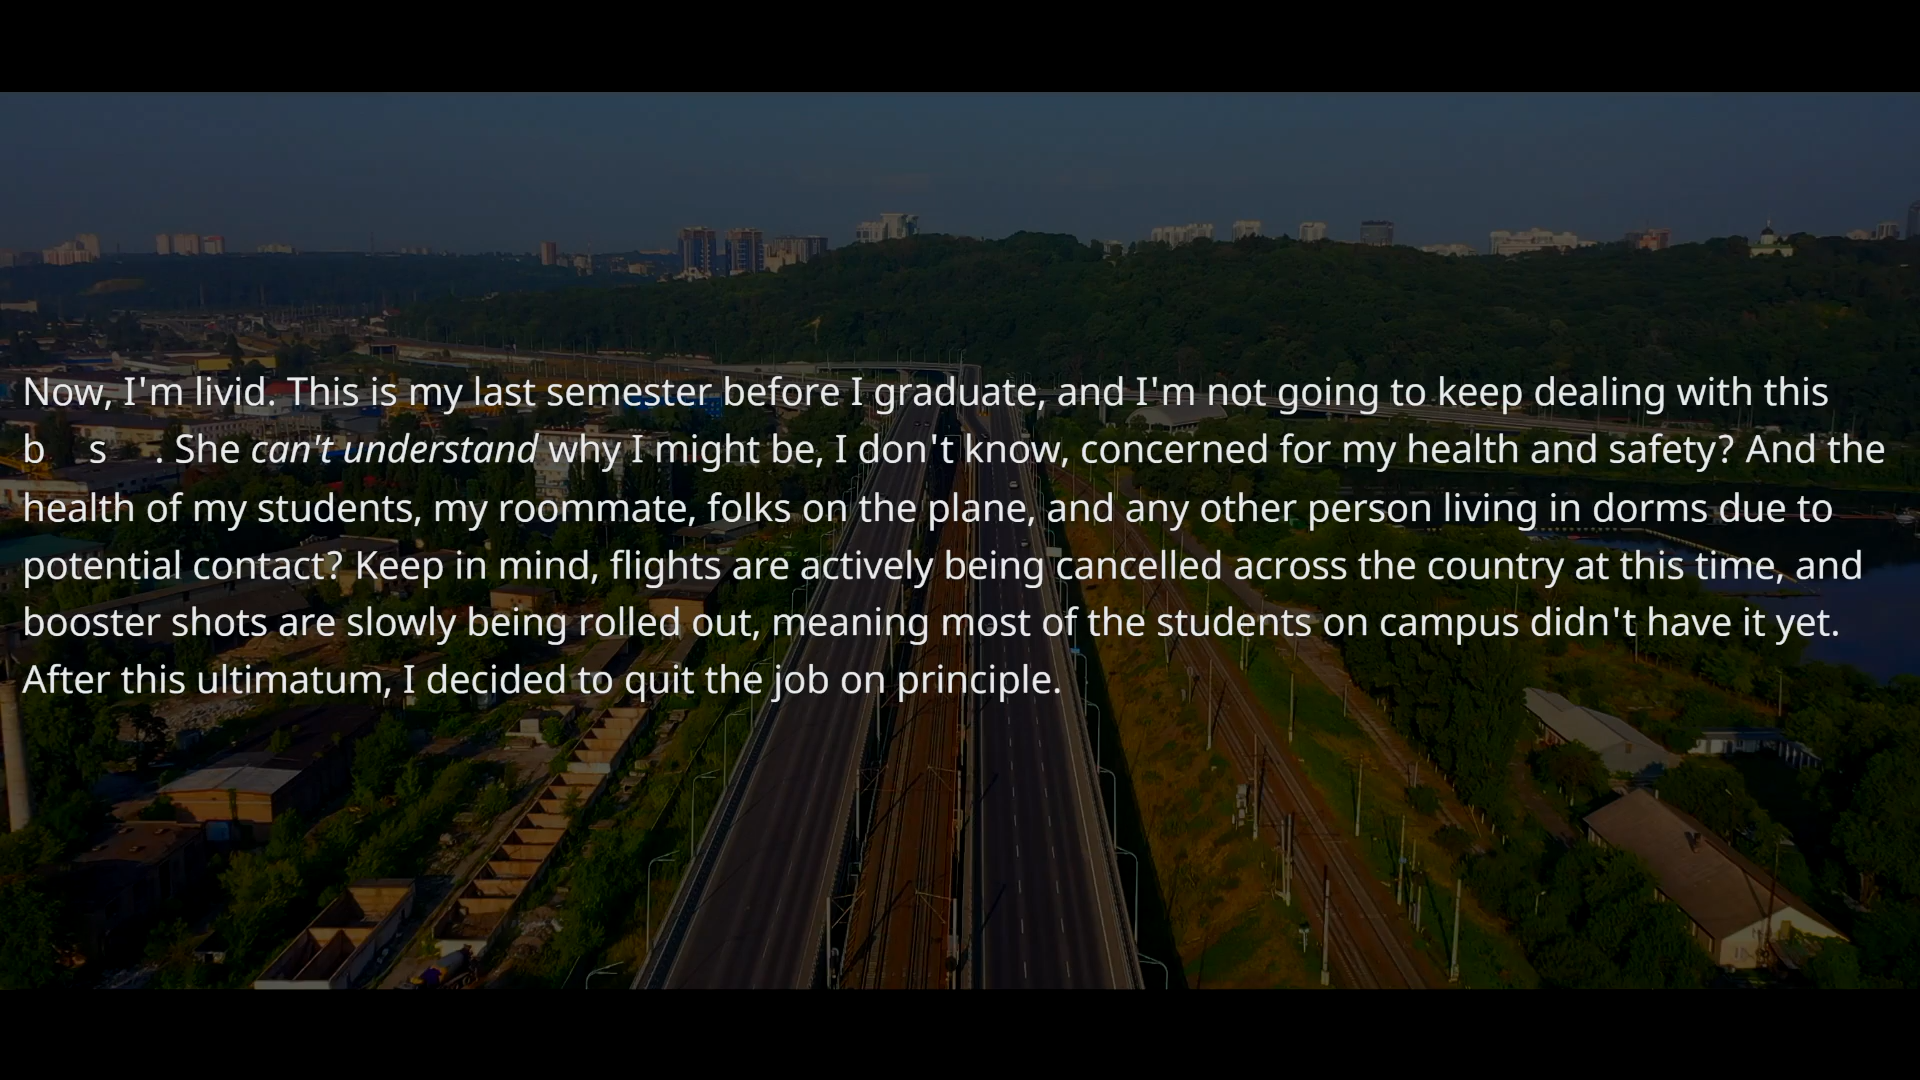 Now, I'm livid. This is my last semester before I graduate, and I'm not going to keep dealing with this
b s . She can't understand why I might be, I don't know, concerned for my health and safety? And the
health of my students, my roommate, folks on the plane, and any other person living in dorms due to
potential contact? Keep in mind, flights are actively being cancelled across the country at this time, and
booster shots are slowly being rolled out, meaning most of the students on campus didn't have it yet.
After this ultimatum, I decided to quit the job on principle.